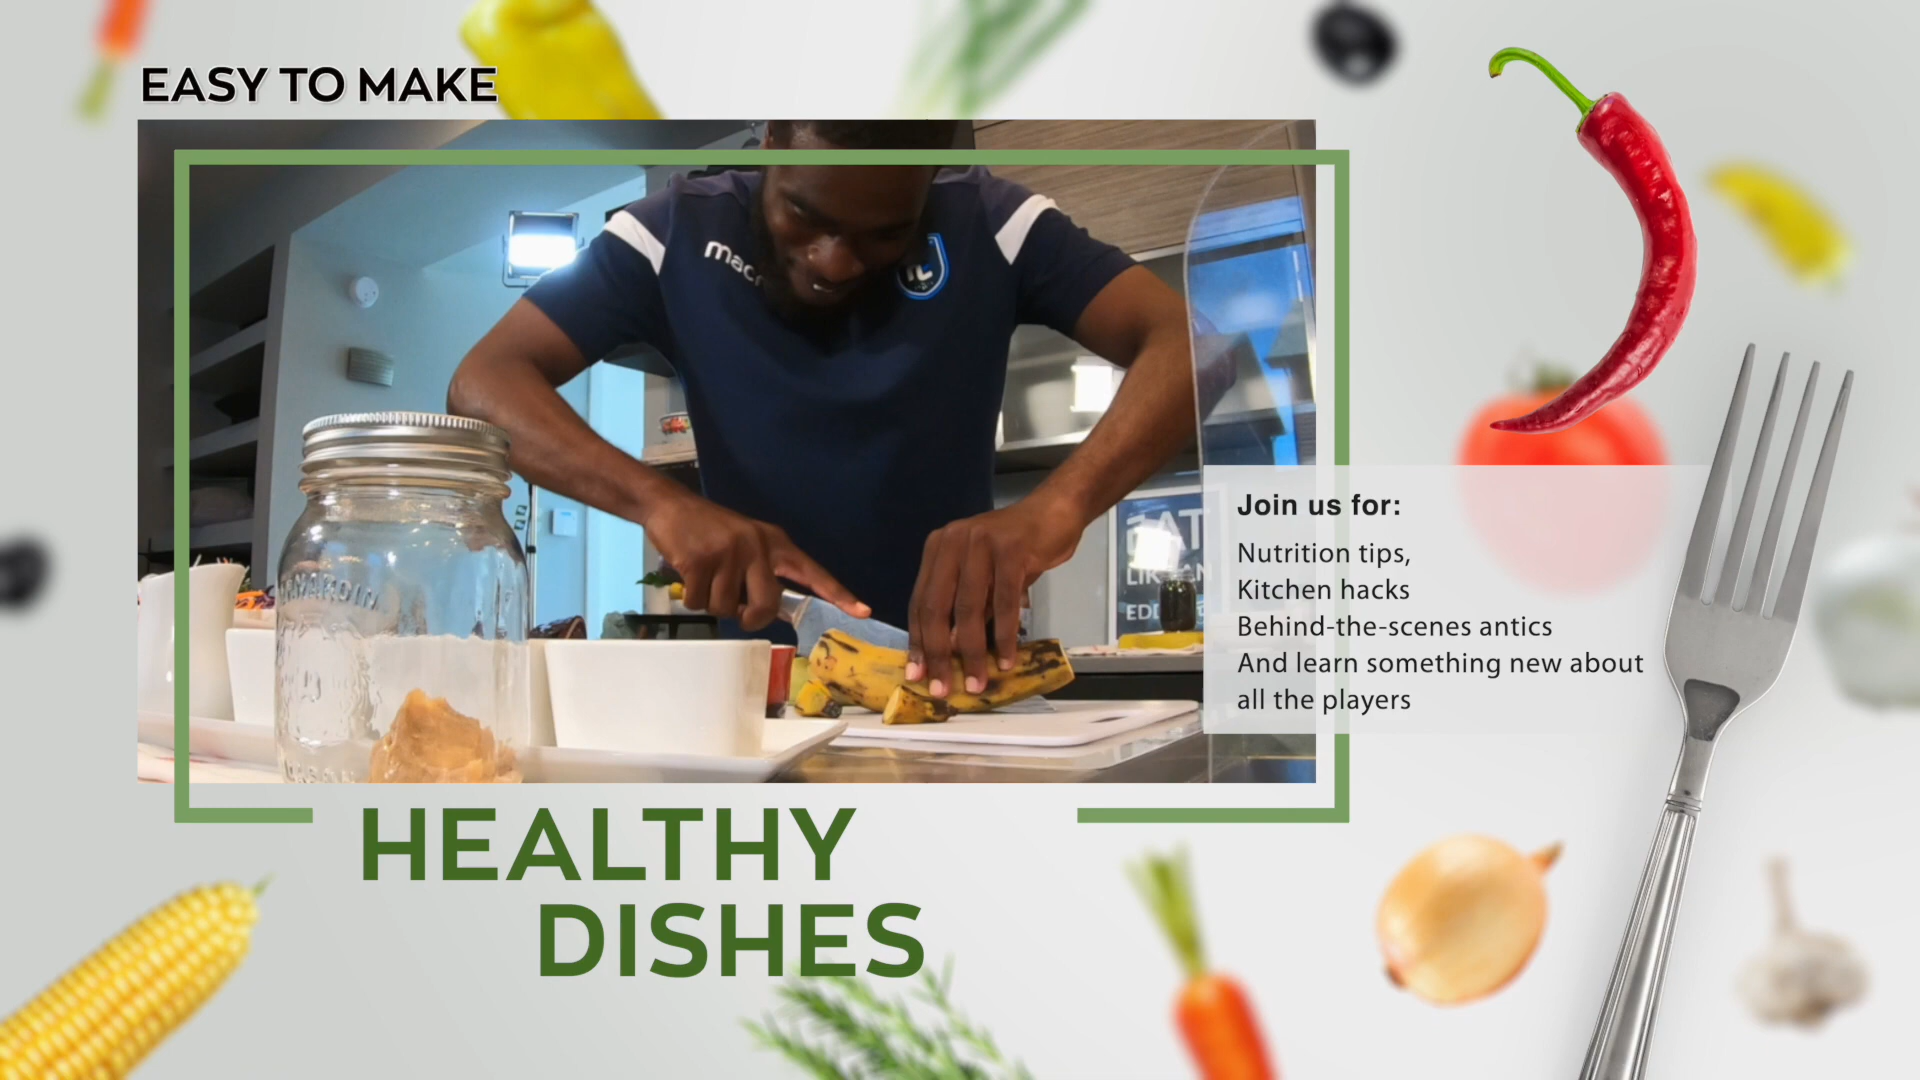 EASY TO MAKE
Join us for:
Nutrition tips,
Kitchen hacks
Behind-the-scenes antics
And learn something new about
all the players
HEALTHY
DISHES